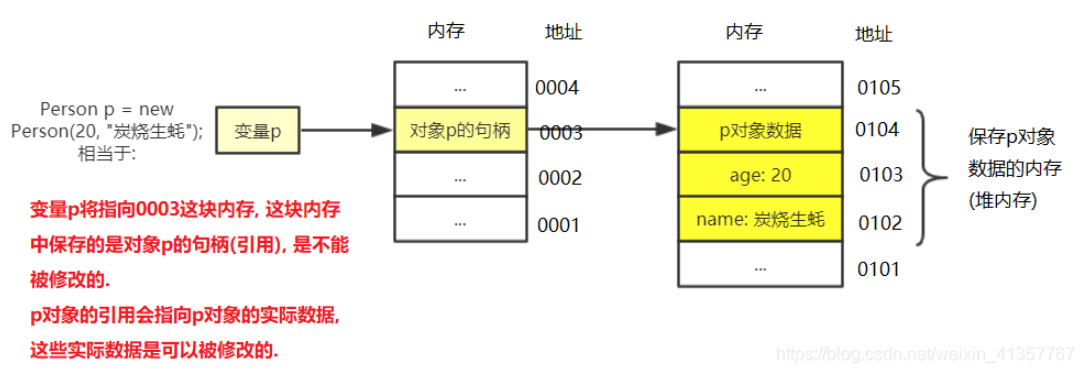 内存
地址
内存
地址
...
0004
...
0105
Person p = new
Person(20, "炭烧生蚝");
相当于:
变量p
对象p的句柄
0003
p对象数据
0104
保存p对象
数据的内存
(堆内存)
...
0002
age: 20
0103
...
0001
name: 炭烧生蚝
0102
...
0101
变量p将指向0003这块内存, 这块内存
中保存的是对象p的句柄(引用), 是不能
被修改的.
p对象的引用会指向p对象的实际数据,
这些实际数据是可以被修改的.
https://blog.csdn.net/weixin_41357767